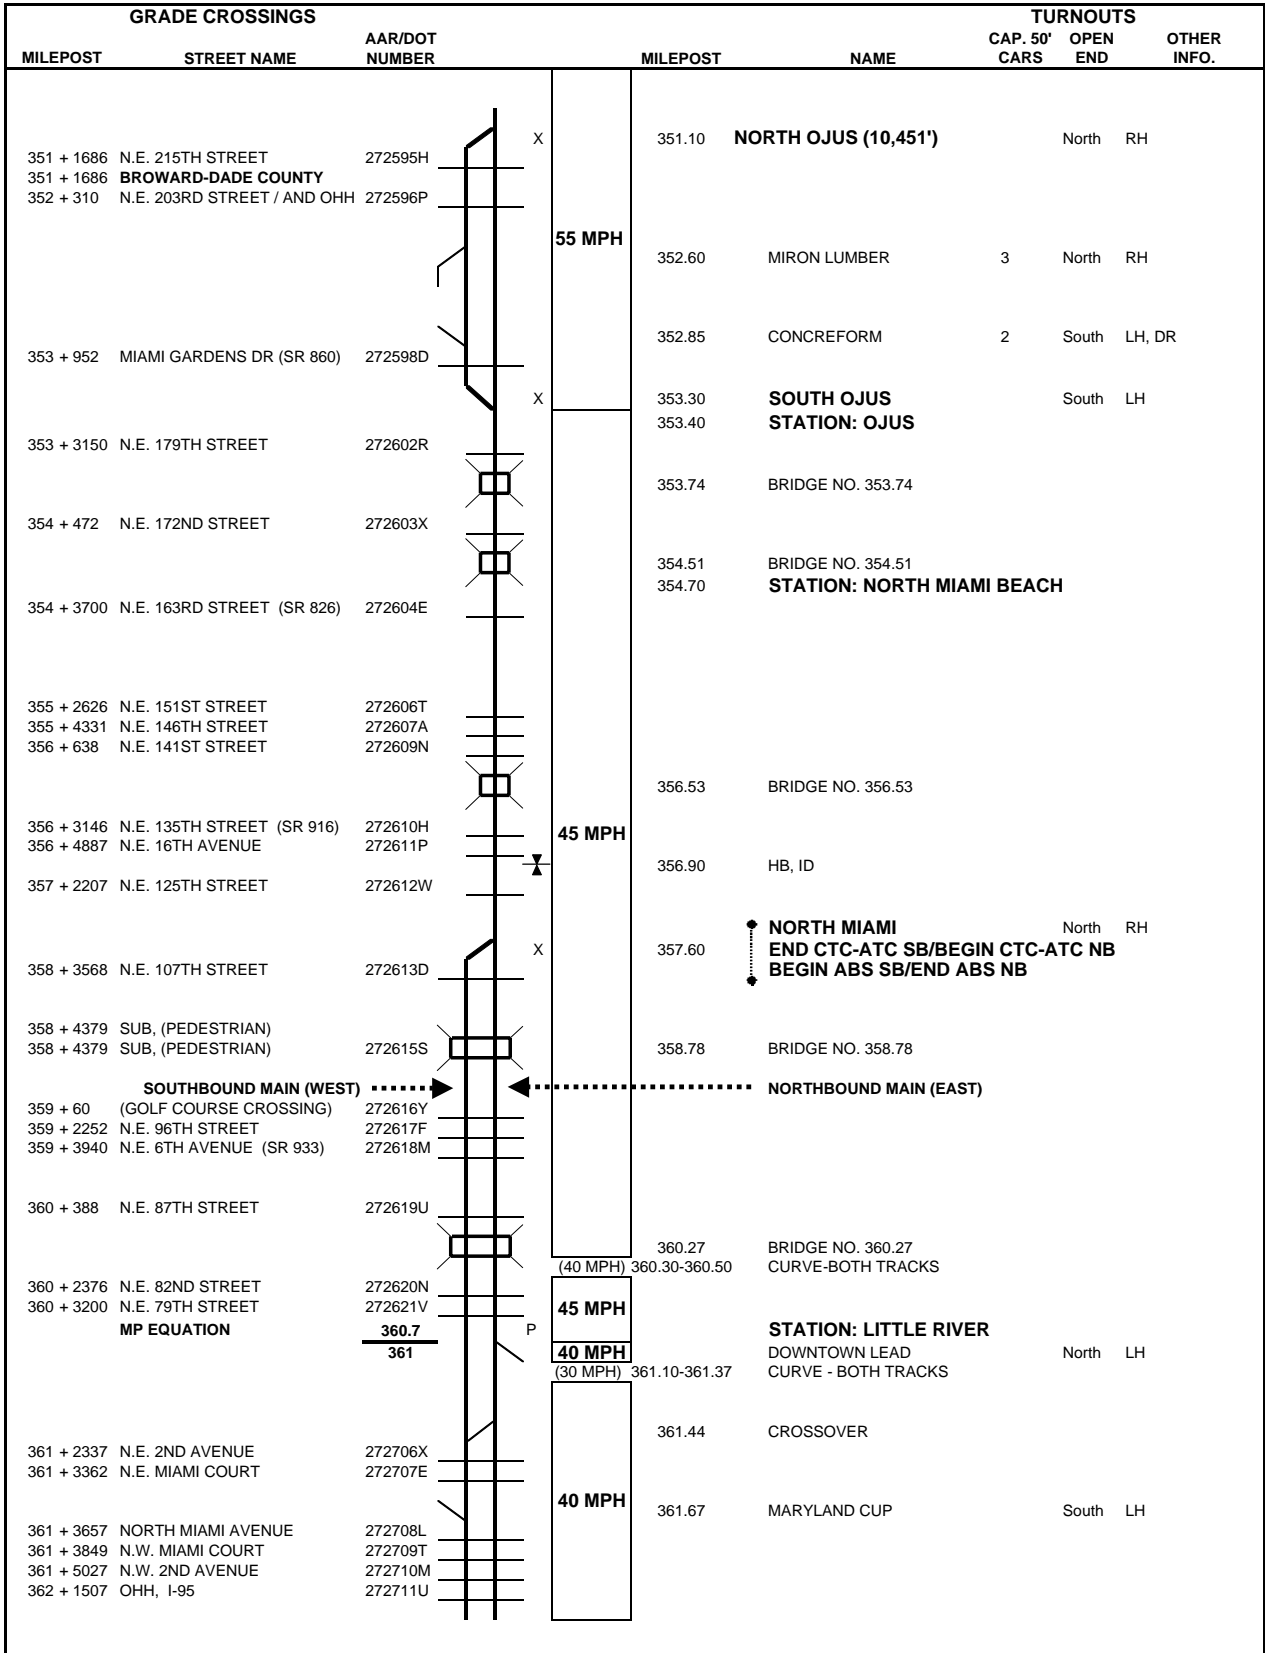 GRADE CROSSINGS TURNOUTS
AAR/DOT CAP. 50' OPEN OTHER
MILEPOST STREET NAME NUMBER MILEPOST NAME CARS END INFO.
X 351.10 NORTH OJUS (10,451') North RH
351 + 1686 N.E. 215TH STREET 272595H
351 + 1686 BROWARD-DADE COUNTY
352 + 310 N.E. 203RD STREET / AND OHH 272596P
55 MPH
352.60 MIRON LUMBER 3 North RH
352.85 CONCREFORM 2 South LH, DR
353 + 952 MIAMI GARDENS DR (SR 860) 272598D
X 353.30 SOUTH OJUS South LH
353.40 STATION: OJUS
353 + 3150 N.E. 179TH STREET 272602R
353.74 BRIDGE NO. 353.74
354 + 472 N.E. 172ND STREET 272603X
354.51 BRIDGE NO. 354.51
354.70 STATION: NORTH MIAMI BEACH
354 + 3700 N.E. 163RD STREET (SR 826) 272604E
355 + 2626 N.E. 151ST STREET 272606T
355 + 4331 N.E. 146TH STREET 272607A
356 + 638 N.E. 141ST STREET 272609N
356.53 BRIDGE NO. 356.53
356 + 3146 N.E. 135TH STREET (SR 916) 272610H 45 MPH
356 + 4887 N.E. 16TH AVENUE 272611P
356.90 HB, ID
357 + 2207 N.E. 125TH STREET 272612W
NORTH MIAMI North RH
X 357.60 END CTC-ATC SB/BEGIN CTC-ATC NB
358 + 3568 N.E. 107TH STREET 272613D BEGIN ABS SB/END ABS NB
358 + 4379 SUB, (PEDESTRIAN)
358 + 4379 SUB, (PEDESTRIAN) 272615S 358.78 BRIDGE NO. 358.78
SOUTHBOUND MAIN (WEST) NORTHBOUND MAIN (EAST)
359 + 60 (GOLF COURSE CROSSING) 272616Y
359 + 2252 N.E. 96TH STREET 272617F
359 + 3940 N.E. 6TH AVENUE (SR 933) 272618M
360 + 388 N.E. 87TH STREET 272619U
360.27 BRIDGE NO. 360.27
(40 MPH) 360.30-360.50 CURVE-BOTH TRACKS
360 + 2376 N.E. 82ND STREET 272620N
360 + 3200 N.E. 79TH STREET 272621V 45 MPH
MP EQUATION 360.7 P STATION: LITTLE RIVER
361 40 MPH DOWNTOWN LEAD North LH
(30 MPH) 361.10-361.37 CURVE - BOTH TRACKS
361.44 CROSSOVER
361 + 2337 N.E. 2ND AVENUE 272706X
361 + 3362 N.E. MIAMI COURT 272707E
40 MPH
361.67 MARYLAND CUP South LH
361 + 3657 NORTH MIAMI AVENUE 272708L
361 + 3849 N.W. MIAMI COURT 272709T
361 + 5027 N.W. 2ND AVENUE 272710M
362 + 1507 OHH, I-95 272711U